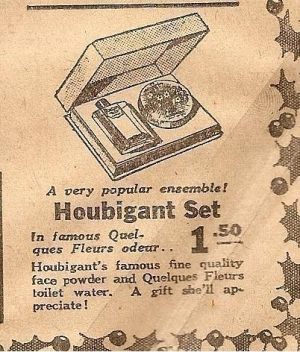 A very popular ensemble!
Houbigant Set
In famous Quel-
ques Fleurs odeur.. 1.50
Houbigant's famous fine quality
face powder and Quelques Fleurs
toilet water. A gift she'll ap-
preciate!